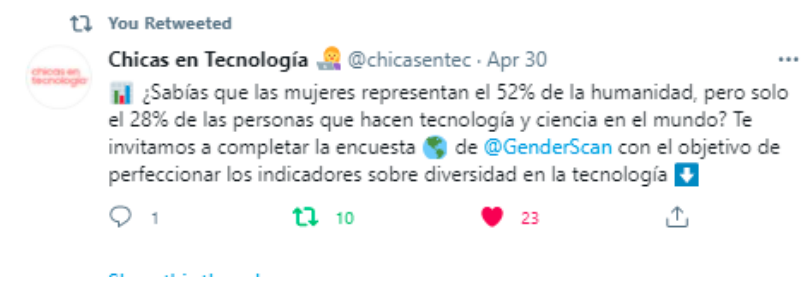 You Retweeted
Chicas en Tecnología 👩‍💻 @chicasentec · Apr 30
chicas en
tecnología
📊 ¿Sabías que las mujeres representan el 52% de la humanidad, pero solo
el 28% de las personas que hacen tecnología y ciencia en el mundo? Te
invitamos a completar la encuesta 🌎 de @GenderScan con el objetivo de
perfeccionar los indicadores sobre diversidad en la tecnología ⬇️
1 10 23